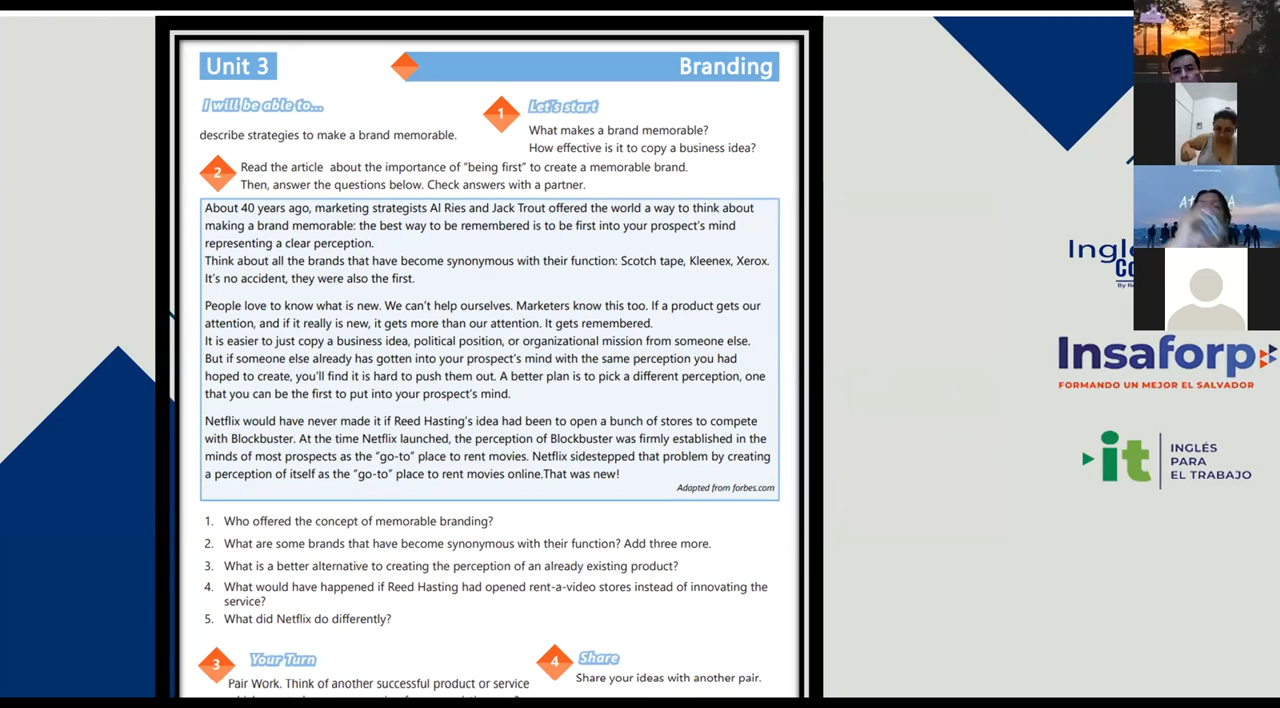 Unit 3
Branding
I will be able to...
describe strategies to make a brand memorable.
1
Let's start
What makes a brand memorable?
How effective is it to copy a business idea?
2
Read the article about the importance of “being first” to create a memorable brand.
Then, answer the questions below. Check answers with a partner.
About 40 years ago, marketing strategists Al Ries and Jack Trout offered the world a way to think about
making a brand memorable: the best way to be remembered is to be first into your prospect's mind
representing a clear perception.
Think about all the brands that have become synonymous with their function: Scotch tape, Kleenex, Xerox.
It's no accident, they were also the first.
People love to know what is new. We can't help ourselves. Marketers know this too. If a product gets our
attention, and if it really is new, it gets more than our attention. It gets remembered.
It is easier to just copy a business idea, political position, or organizational mission from someone else.
But if someone else already has gotten into your prospect's mind with the same perception you had
hoped to create, you'll find it is hard to push them out. A better plan is to pick a different perception, one
that you can be the first to put into your prospect's mind.
Netflix would have never made it if Reed Hasting's idea had been to open a bunch of stores to compete
with Blockbuster. At the time Netflix launched, the perception of Blockbuster was firmly established in the
minds of most prospects as the “go-to” place to rent movies. Netflix sidestepped that problem by creating
a perception of itself as the “go-to” place to rent movies online.That was new!
Adapted from forbes.com
1. Who offered the concept of memorable branding?
2. What are some brands that have become synonymous with their function? Add three more.
3. What is a better alternative to creating the perception of an already existing product?
4. What would have happened if Reed Hasting had opened rent-a-video stores instead of innovating the
service?
5. What did Netflix do differently?
3
Your Turn
Pair Work. Think of another successful product or service
4
Share
Share your ideas with another pair.
Insaforp
FORMANDO UN MEJOR EL SALVADOR
it
INGLÉS
PARA
EL TRABAJO